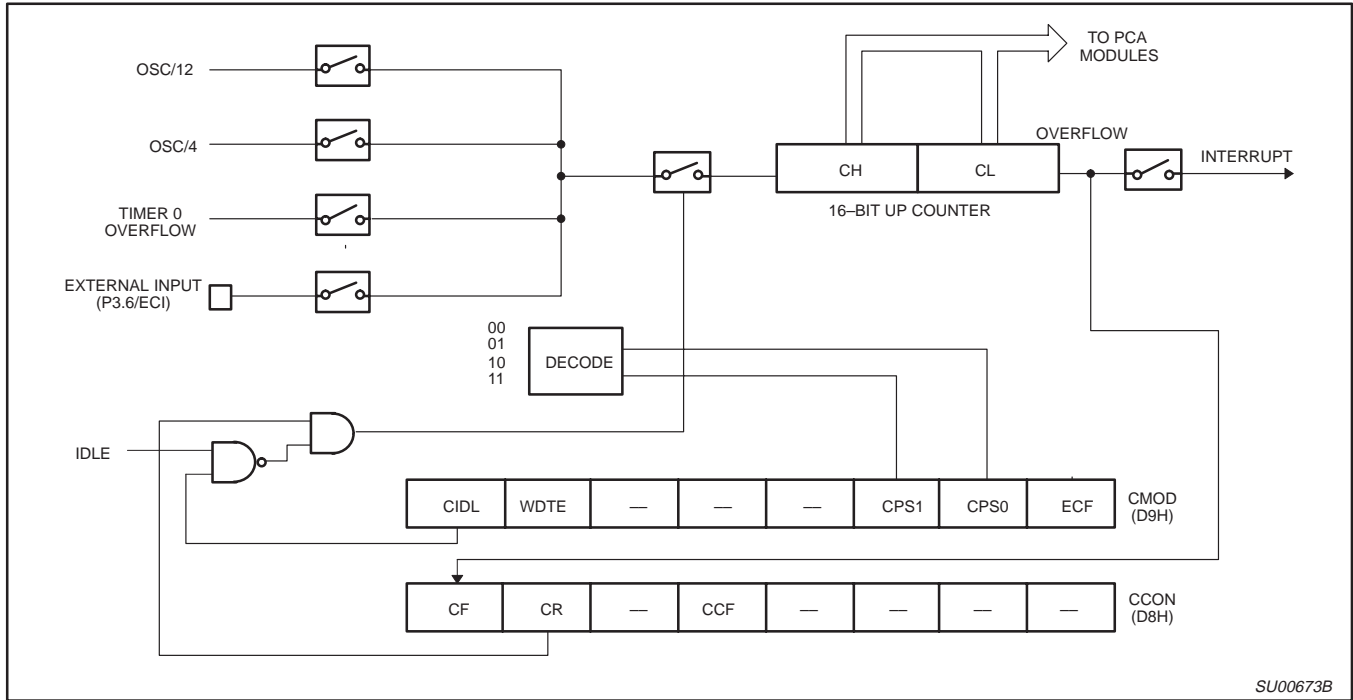 TO PCA
MODULES
OSC/12
OSC/4
OVERFLOW
INTERRUPT
CH
CL
16–BIT UP COUNTER
TIMER 0
OVERFLOW
EXTERNAL INPUT
(P3.6/ECI)
00
01
10
11
DECODE
IDLE
CIDL WDTE –– –– –– CPS1 CPS0 ECF
CMOD
(D9H)
CF CR –– CCF –– –– –– ––
CCON
(D8H)
SU00673B